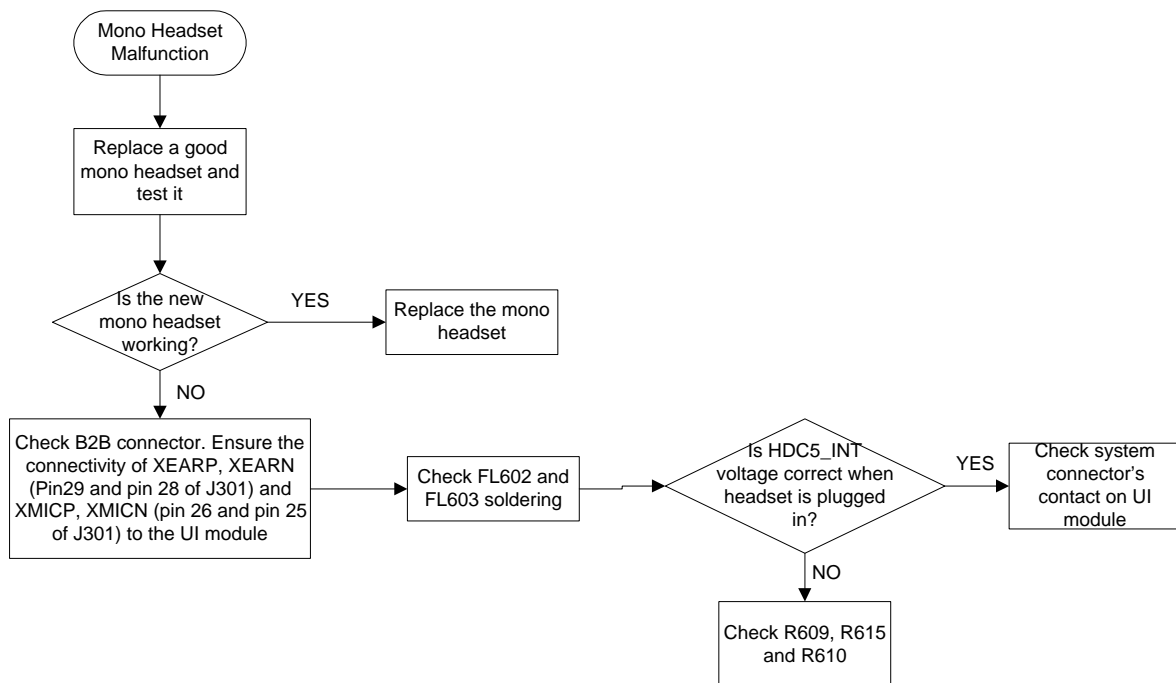 Mono Headset
Malfunction
Replace a good
mono headset and
test it
Is the new
mono headset
working?
YES
Replace the mono
headset
NO
Check B2B connector. Ensure the
connectivity of XEARP, XEARN
(Pin29 and pin 28 of J301) and
XMICP, XMICN (pin 26 and pin 25
of J301) to the UI module
Check FL602 and
FL603 soldering
Is HDC5_INT
voltage correct when
headset is plugged
in?
YES
Check system
connector’s
contact on UI
module
NO
Check R609, R615
and R610